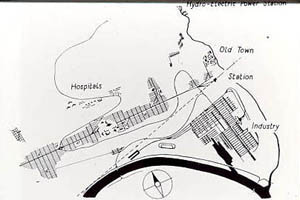 Hydro-Electric Power Station
Old Town
Station
Hospitals
Industry